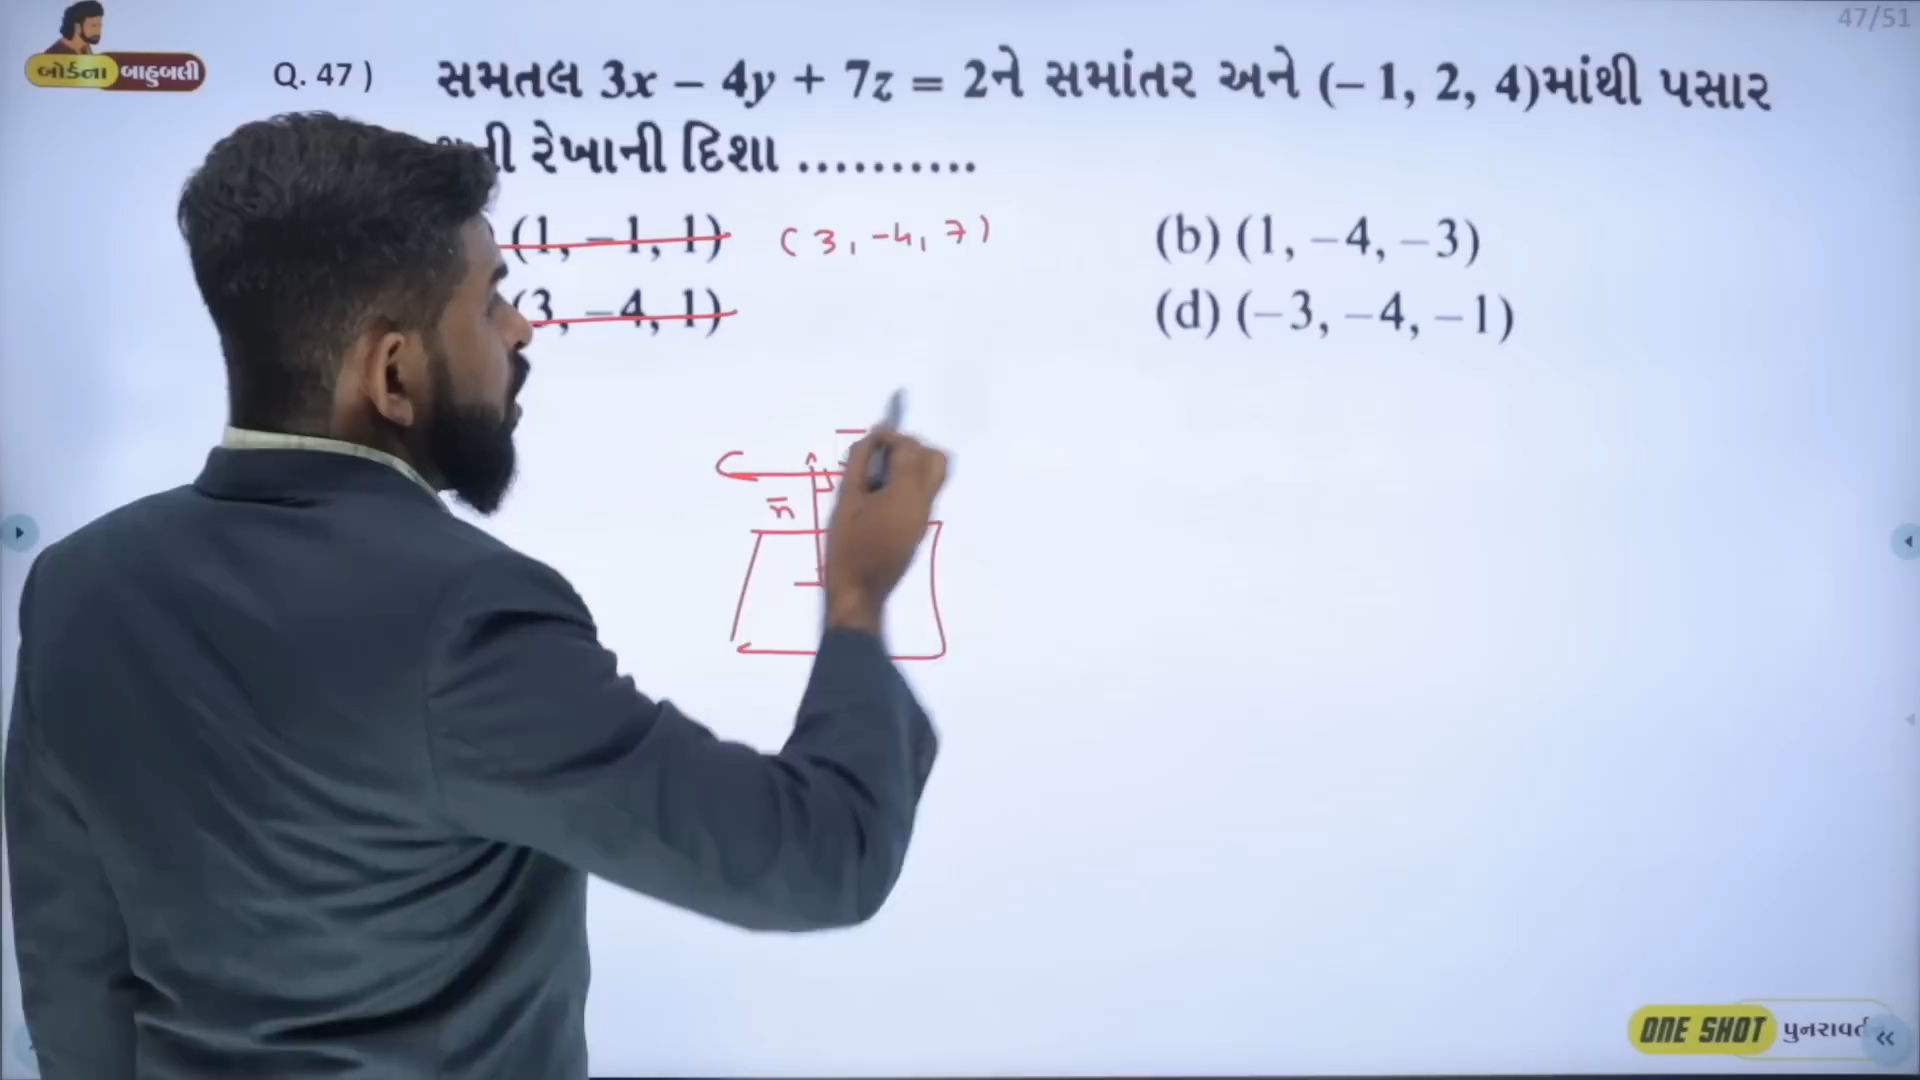 47/51
બોર્ડના બાહુબલી
Q. 47 ) સમતલ 3x – 4y + 7z = 2ને સમાંતર અને (– 1, 2, 4)માંથી પસાર
રેખાની દિશા ..........
(1, –1, 1) (3, -4, 7) (b) (1, –4, –3)
(3, –4, 1) (d) (–3, –4, –1)
n̄
ONE SHOT